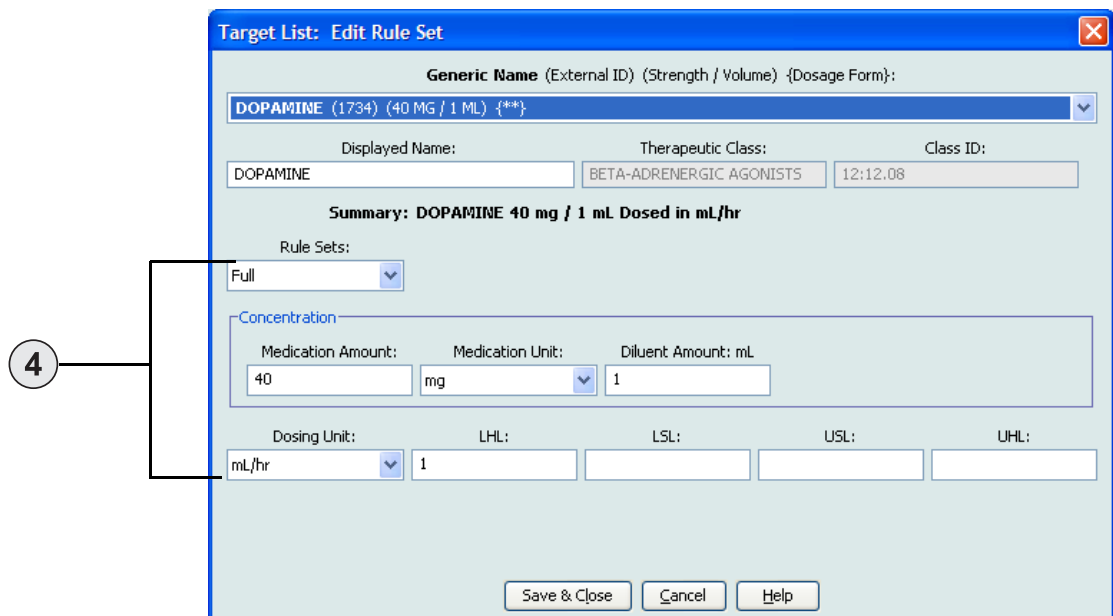 Target List: Edit Rule Set
Generic Name (External ID) (Strength / Volume) {Dosage Form}:
DOPAMINE (1734) (40 MG / 1 ML) {**}
Displayed Name: Therapeutic Class: Class ID:
DOPAMINE BETA-ADRENERGIC AGONISTS 12:12.08
Summary: DOPAMINE 40 mg / 1 mL Dosed in mL/hr
Rule Sets:
Full
Concentration
Medication Amount: Medication Unit: Diluent Amount: mL
4
40 mg 1
Dosing Unit: LHL: LSL: USL: UHL:
mL/hr 1
Save & Close Cancel Help